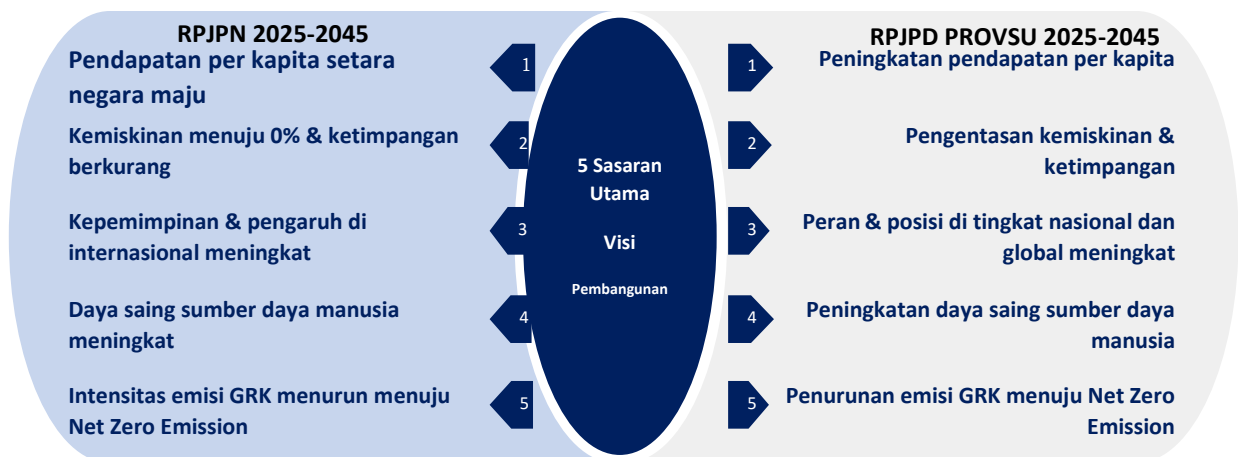 RPJPN 2025-2045
Pendapatan per kapita setara
negara maju
1
Kemiskinan menuju 0% & ketimpangan
berkurang
2
Kepemimpinan & pengaruh di
internasional meningkat
3
Daya saing sumber daya manusia
meningkat
4
Intensitas emisi GRK menurun menuju
Net Zero Emission
5
5 Sasaran
Utama
Visi
Pembangunan
RPJPD PROVSU 2025-2045
1
Peningkatan pendapatan per kapita
2
Pengentasan kemiskinan &
ketimpangan
3
Peran & posisi di tingkat nasional dan
global meningkat
4
Peningkatan daya saing sumber daya
manusia
5
Penurunan emisi GRK menuju Net Zero
Emission